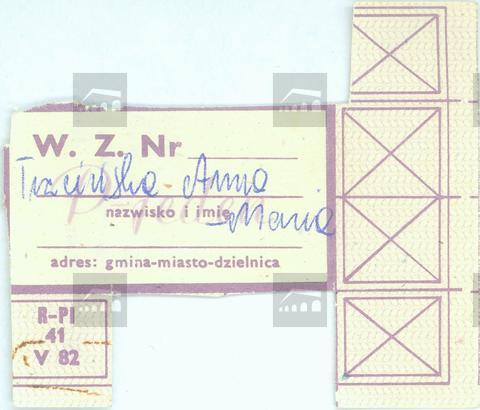 W. Z. Nr
Trzcińska Anna
nazwisko i imię
Maria
adres: gmina-miasto-dzielnica
R-PI
41
V 82